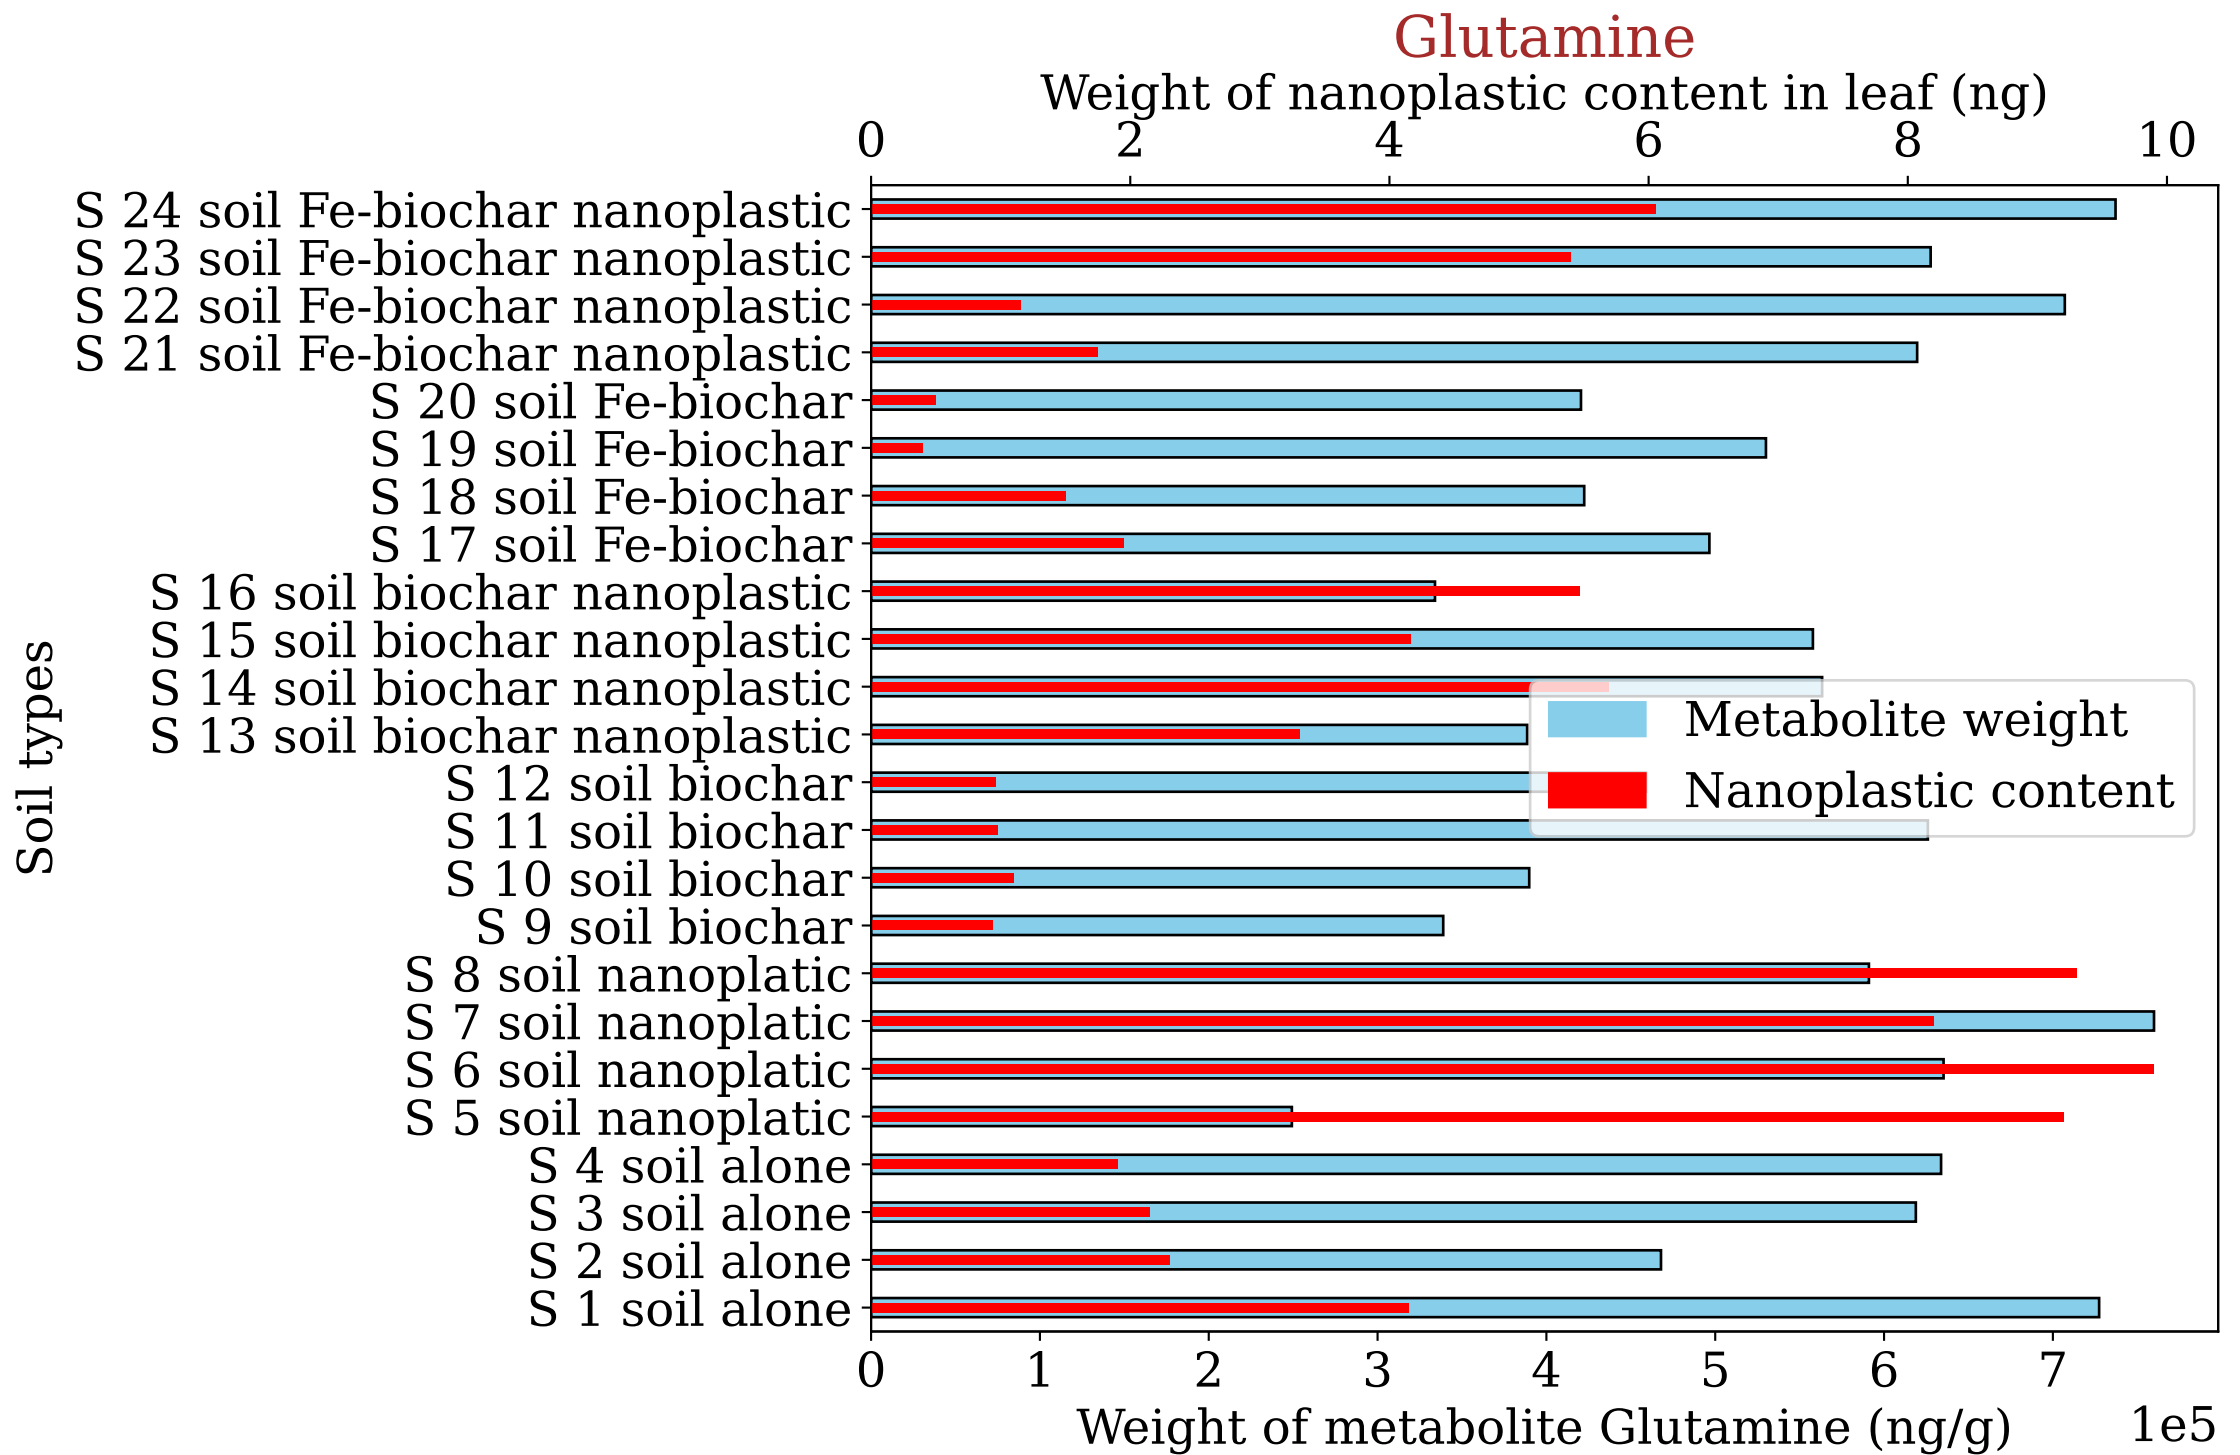 Glutamine
Weight of nanoplastic content in leaf (ng)
0 2 4 6 8 10
S 24 soil Fe-biochar nanoplastic
S 23 soil Fe-biochar nanoplastic
S 22 soil Fe-biochar nanoplastic
S 21 soil Fe-biochar nanoplastic
S 20 soil Fe-biochar
S 19 soil Fe-biochar
S 18 soil Fe-biochar
S 17 soil Fe-biochar
S 16 soil biochar nanoplastic
S 15 soil biochar nanoplastic
S 14 soil biochar nanoplastic
S 13 soil biochar nanoplastic
S 12 soil biochar
S 11 soil biochar
S 10 soil biochar
S 9 soil biochar
S 8 soil nanoplatic
S 7 soil nanoplatic
S 6 soil nanoplatic
S 5 soil nanoplatic
S 4 soil alone
S 3 soil alone
S 2 soil alone
S 1 soil alone
Soil types
Metabolite weight
Nanoplastic content
0 1 2 3 4 5 6 7
Weight of metabolite Glutamine (ng/g)
1e5